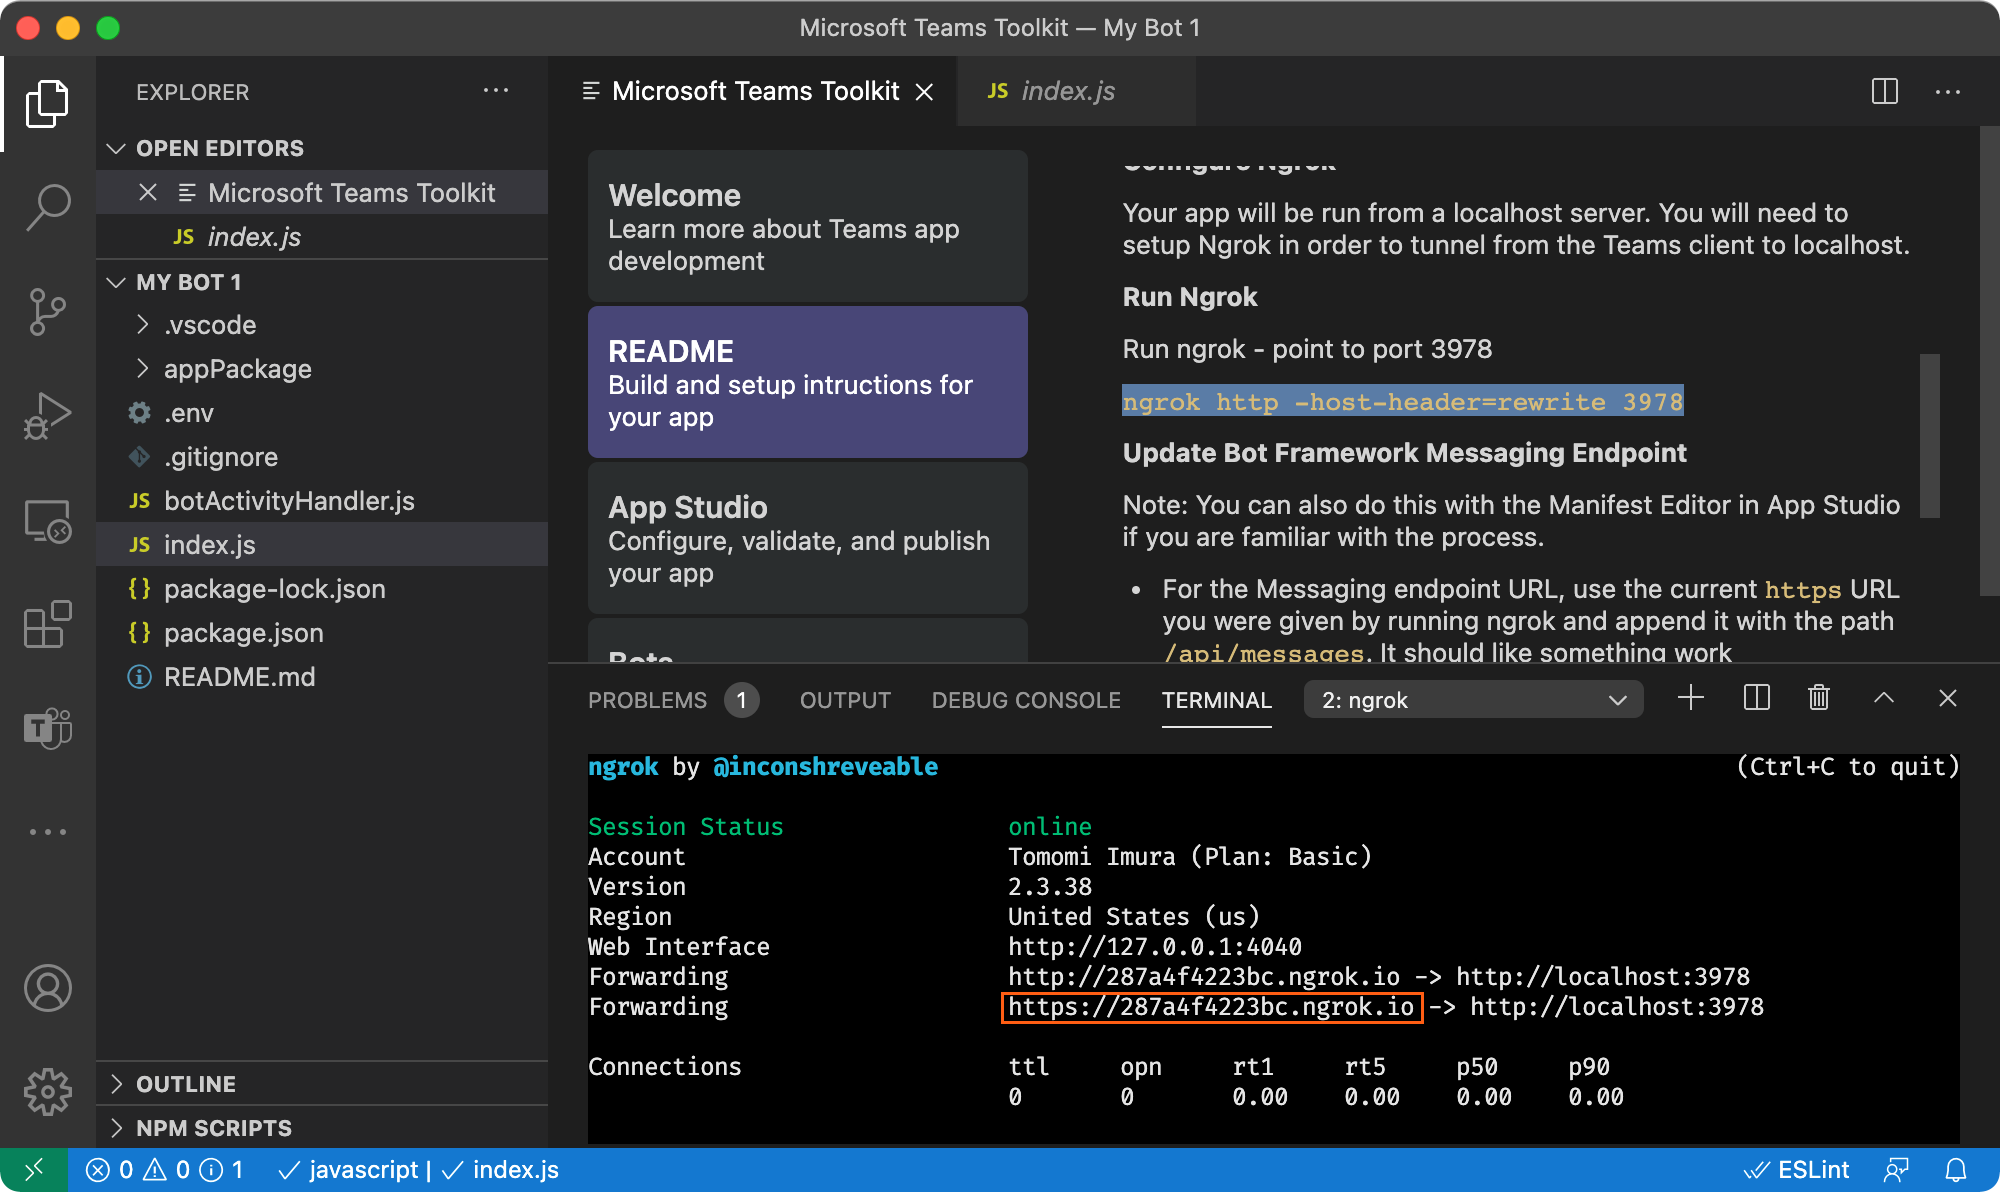 Microsoft Teams Toolkit — My Bot 1
EXPLORER
OPEN EDITORS
Microsoft Teams Toolkit
JS index.js
MY BOT 1
.vscode
appPackage
.env
.gitignore
JS botActivityHandler.js
JS index.js
{} package-lock.json
{} package.json
README.md
OUTLINE
NPM SCRIPTS
Microsoft Teams Toolkit
JS index.js
Welcome
Learn more about Teams app
development
README
Build and setup intructions for
your app
App Studio
Configure, validate, and publish
your app
Bots
Configure Ngrok
Your app will be run from a localhost server. You will need to
setup Ngrok in order to tunnel from the Teams client to localhost.
Run Ngrok
Run ngrok - point to port 3978
ngrok http -host-header=rewrite 3978
Update Bot Framework Messaging Endpoint
Note: You can also do this with the Manifest Editor in App Studio
if you are familiar with the process.
• For the Messaging endpoint URL, use the current https URL
you were given by running ngrok and append it with the path
/api/messages. It should like something work
PROBLEMS 1 OUTPUT DEBUG CONSOLE TERMINAL 2: ngrok
ngrok by @inconshreveable (Ctrl+C to quit)
Session Status online
Account Tomomi Imura (Plan: Basic)
Version 2.3.38
Region United States (us)
Web Interface http://127.0.0.1:4040
Forwarding http://287a4f4223bc.ngrok.io -> http://localhost:3978
Forwarding https://287a4f4223bc.ngrok.io -> http://localhost:3978
Connections ttl opn rt1 rt5 p50 p90
0 0 0.00 0.00 0.00 0.00
0 0 1 javascript | index.js ESLint